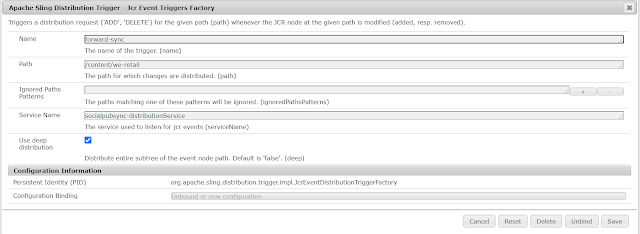 Apache Sling Distribution Trigger - Jcr Event Triggers Factory
Triggers a distribution request ('ADD', 'DELETE') for the given path (path) whenever the JCR node at the given path is modified (added, resp. removed).
Name
forward-sync
The name of the trigger. (name)
Path
/content/we-retail
The path for which changes are distributed. (path)
Ignored Paths Patterns
+ -
The paths matching one of these patterns will be ignored. (ignoredPathsPatterns)
Service Name
socialpubsync-distributionService
The service used to listen for jcr events (serviceName)
Use deep distribution
Distribute entire subtree of the event node path. Default is 'false'. (deep)
Configuration Information
Persistent Identity (PID) org.apache.sling.distribution.trigger.impl.JcrEventDistributionTriggerFactory
Configuration Binding Unbound or new configuration
Cancel Reset Delete Unbind Save